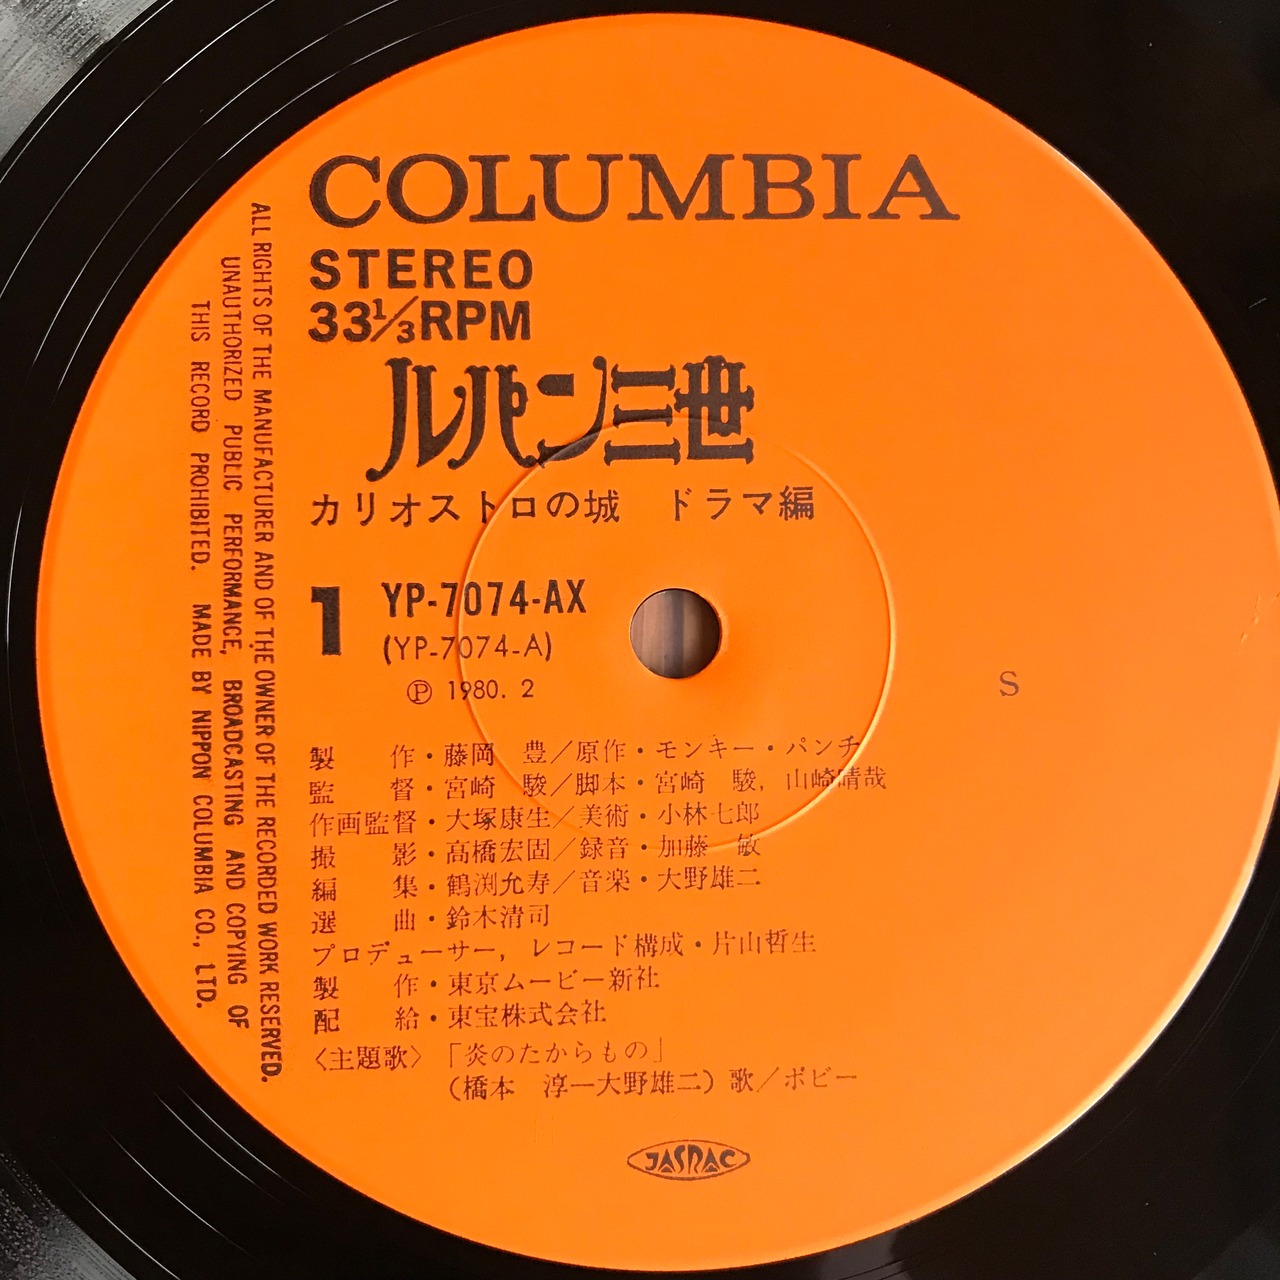 COLUMBIA
STEREO
33⅓RPM
ルパン三世
カリオストロの城 ドラマ編
1 YP-7074-AX
(YP-7074-A)
Ⓟ 1980. 2
S
製 作・藤岡 豊/原作・モンキー・パンチ
監 督・宮崎 駿/脚本・宮崎 駿, 山崎晴哉
作画監督・大塚康生/美術・小林七郎
撮 影・高橋宏固/録音・加藤 敏
編 集・鶴渕允寿/音楽・大野雄二
選 曲・鈴木清司
プロデューサー, レコード構成・片山哲生
製 作・東京ムービー新社
配 給・東宝株式会社
〈主題歌〉「炎のたからもの」
(橋本 淳―大野雄二) 歌/ボビー
JASRAC
ALL RIGHTS OF THE MANUFACTURER AND OF THE OWNER OF THE RECORDED WORK RESERVED.
UNAUTHORIZED PUBLIC PERFORMANCE, BROADCASTING AND COPYING OF
THIS RECORD PROHIBITED. MADE BY NIPPON COLUMBIA CO., LTD.